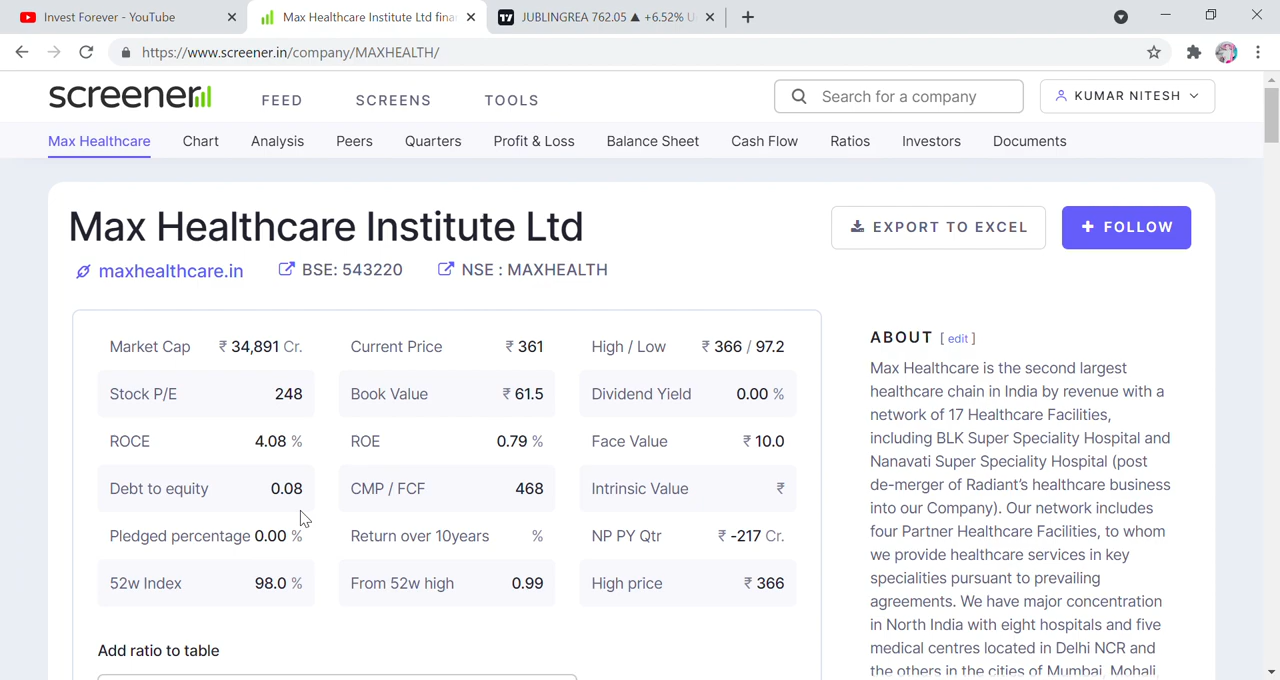 Invest Forever - YouTube
Max Healthcare Institute Ltd fina
JUBLINGREA 762.05 ▲ +6.52% U
https://www.screener.in/company/MAXHEALTH/
screener
FEED SCREENS TOOLS
Search for a company
KUMAR NITESH
Max Healthcare Chart Analysis Peers Quarters Profit & Loss Balance Sheet Cash Flow Ratios Investors Documents
Max Healthcare Institute Ltd
EXPORT TO EXCEL
+ FOLLOW
maxhealthcare.in BSE: 543220 NSE : MAXHEALTH
Market Cap ₹ 34,891 Cr. Current Price ₹ 361 High / Low ₹ 366 / 97.2
Stock P/E 248 Book Value ₹ 61.5 Dividend Yield 0.00 %
ROCE 4.08 % ROE 0.79 % Face Value ₹ 10.0
Debt to equity 0.08 CMP / FCF 468 Intrinsic Value ₹
Pledged percentage 0.00 % Return over 10years % NP PY Qtr ₹ -217 Cr.
52w Index 98.0 % From 52w high 0.99 High price ₹ 366
Add ratio to table
ABOUT [ edit ]
Max Healthcare is the second largest
healthcare chain in India by revenue with a
network of 17 Healthcare Facilities,
including BLK Super Speciality Hospital and
Nanavati Super Speciality Hospital (post
de-merger of Radiant's healthcare business
into our Company). Our network includes
four Partner Healthcare Facilities, to whom
we provide healthcare services in key
specialities pursuant to prevailing
agreements. We have major concentration
in North India with eight hospitals and five
medical centres located in Delhi NCR and
the others in the cities of Mumbai, Mohali,